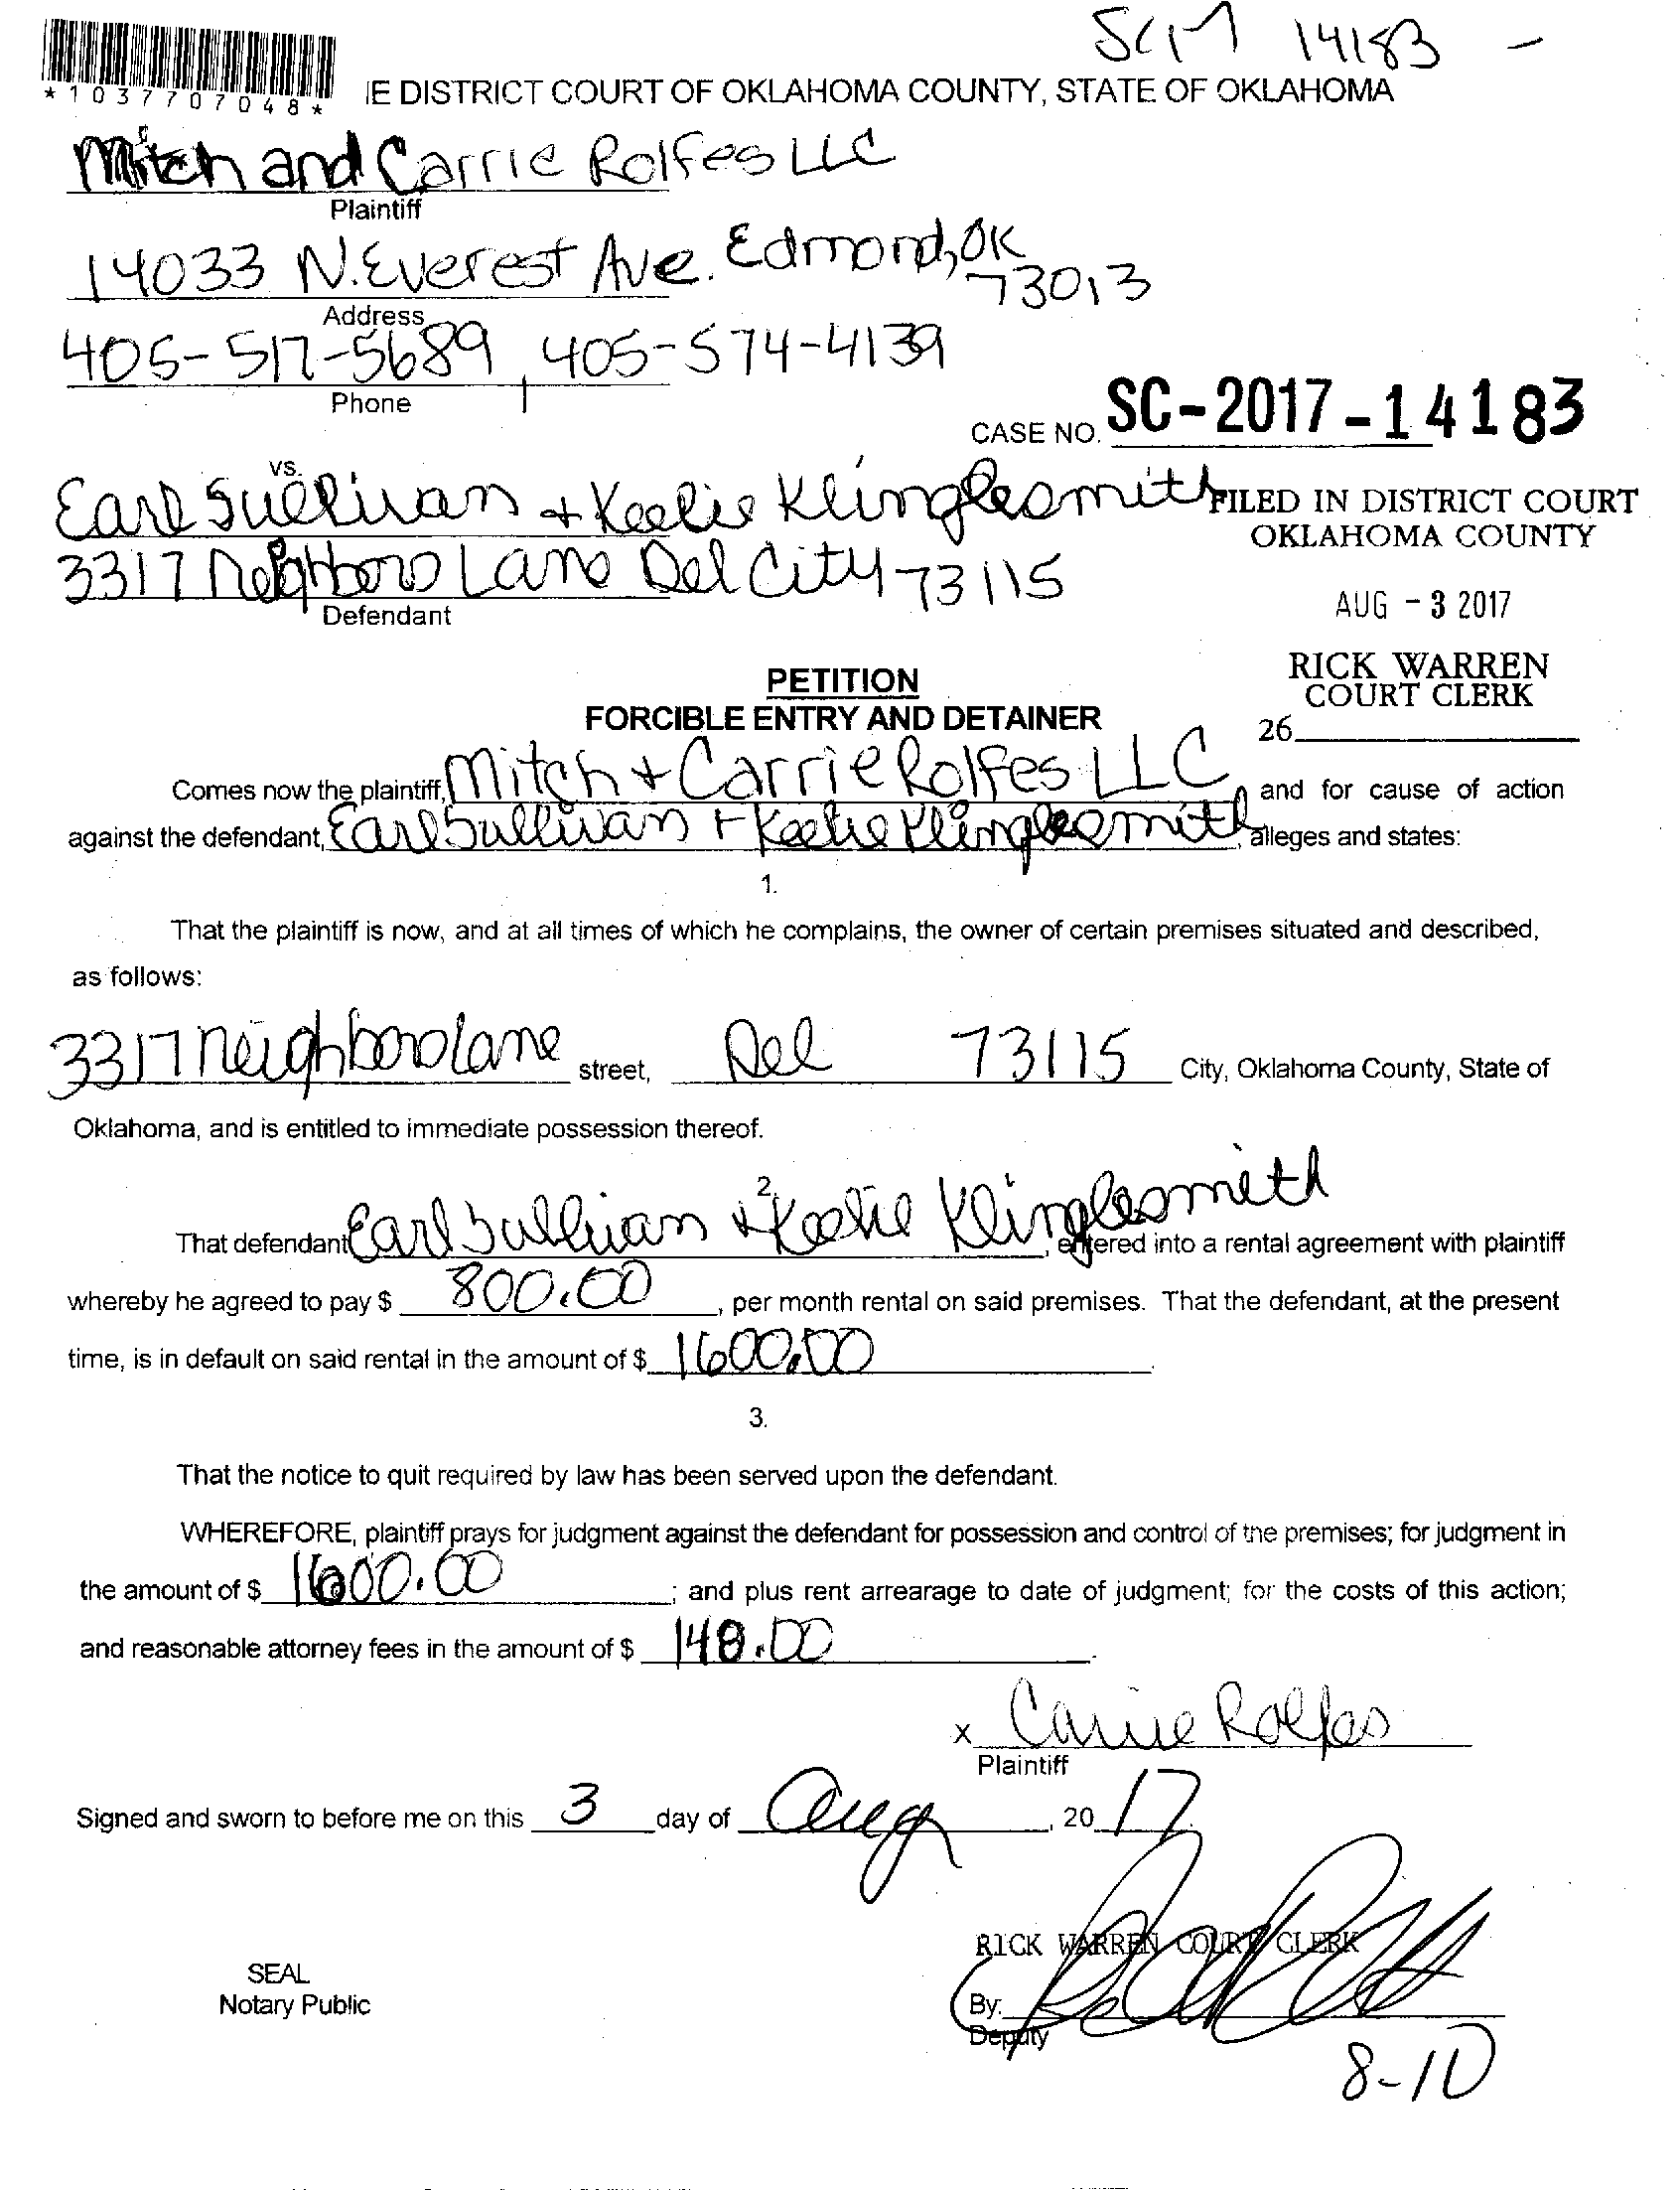 SCM 14183 -
*1037707048*
IE DISTRICT COURT OF OKLAHOMA COUNTY, STATE OF OKLAHOMA
Mitch and Carrie Rolfes LLC
Plaintiff
14033 N. Everest Ave. Edmond, OK
73013
Address
405-517-5689, 405-574-4139
Phone
CASE NO. SC-2017-14183
vs.
Earl Sullivan + Keelie Klinglesmith
FILED IN DISTRICT COURT
OKLAHOMA COUNTY
3317 Neighbors Lane Del City 73115
Defendant
AUG - 3 2017
RICK WARREN
COURT CLERK
26
PETITION
FORCIBLE ENTRY AND DETAINER
Comes now the plaintiff, Mitch + Carrie Rolfes LLC, and for cause of action
against the defendant, Earl Sullivan + Keelie Klinglesmith, alleges and states:
1.
That the plaintiff is now, and at all times of which he complains, the owner of certain premises situated and described,
as follows:
3317 neighbors lane street, Del 73115 City, Oklahoma County, State of
Oklahoma, and is entitled to immediate possession thereof.
2.
That defendant Earl Sullivan + Keelie Klinglesmith, entered into a rental agreement with plaintiff
whereby he agreed to pay $ 800.00, per month rental on said premises. That the defendant, at the present
time, is in default on said rental in the amount of $ 1600.00.
3.
That the notice to quit required by law has been served upon the defendant.
WHEREFORE, plaintiff prays for judgment against the defendant for possession and control of the premises; for judgment in
the amount of $ 1600.00; and plus rent arrearage to date of judgment; for the costs of this action;
and reasonable attorney fees in the amount of $ 148.00.
x Carrie Rolfes
Plaintiff
Signed and sworn to before me on this 3 day of Aug, 2017.
RICK WARREN COURT CLERK
SEAL
Notary Public
By:
Deputy
8-10